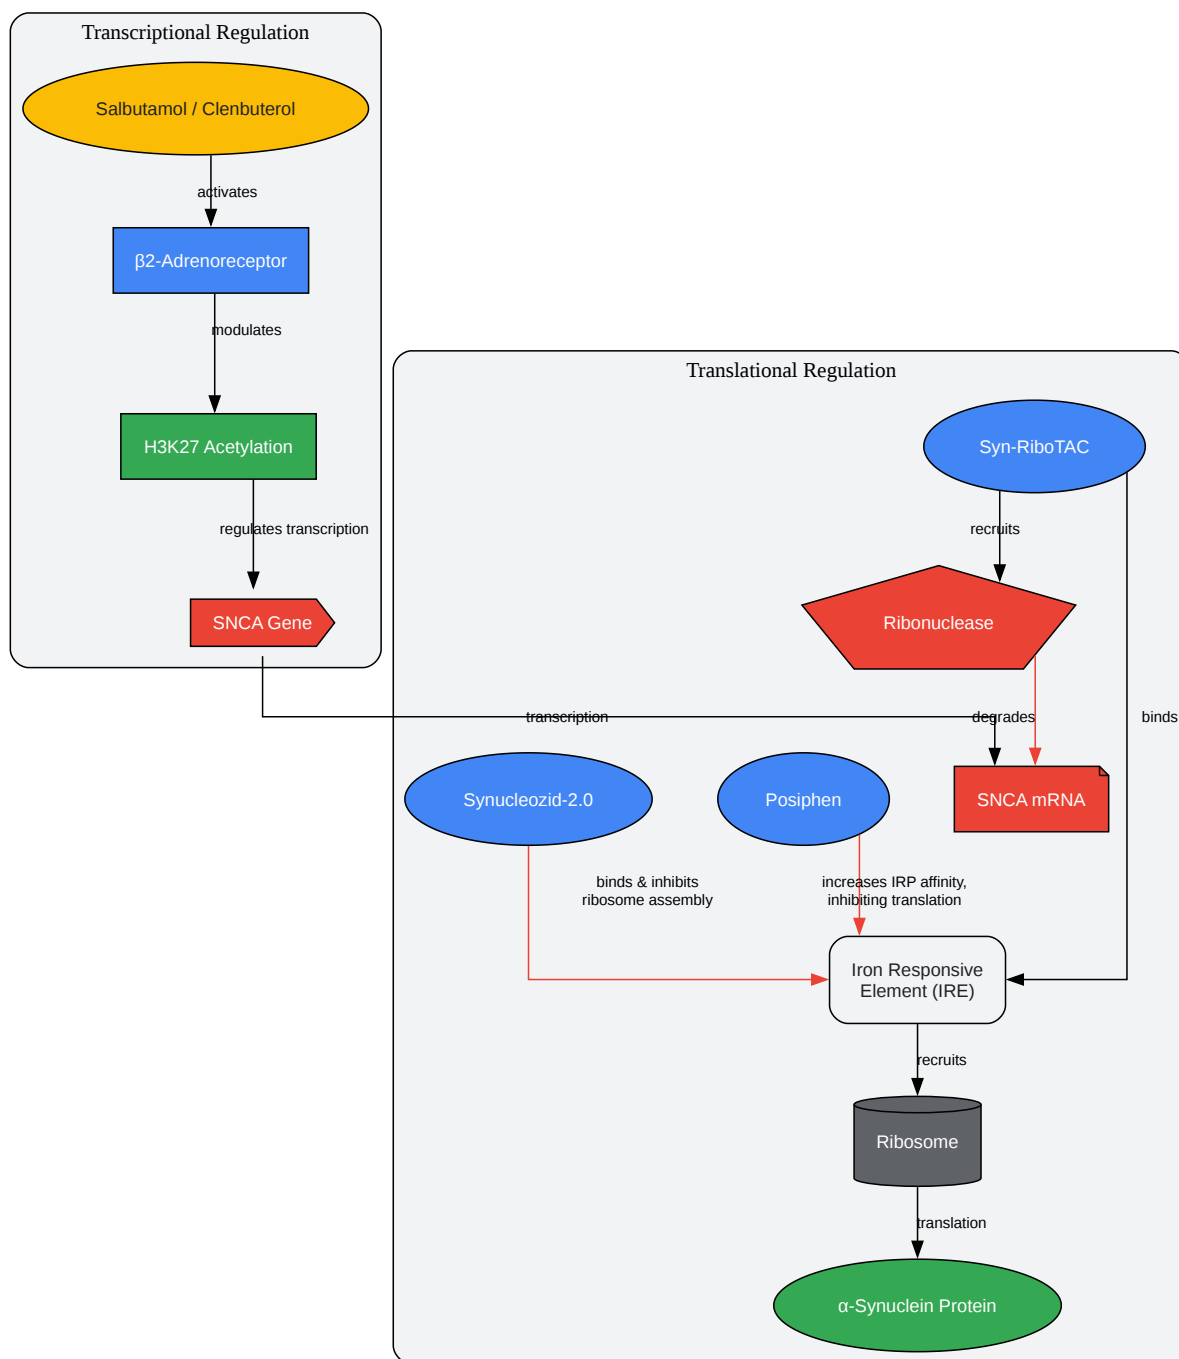 Transcriptional Regulation
Salbutamol / Clenbuterol
activates
β2-Adrenoreceptor
modulates
H3K27 Acetylation
regulates transcription
SNCA Gene
Translational Regulation
Syn-RiboTAC
recruits
Ribonuclease
transcription
degrades
binds
Synucleozid-2.0
Posiphen
SNCA mRNA
binds & inhibits
ribosome assembly
increases IRP affinity,
inhibiting translation
Iron Responsive
Element (IRE)
recruits
Ribosome
translation
α-Synuclein Protein